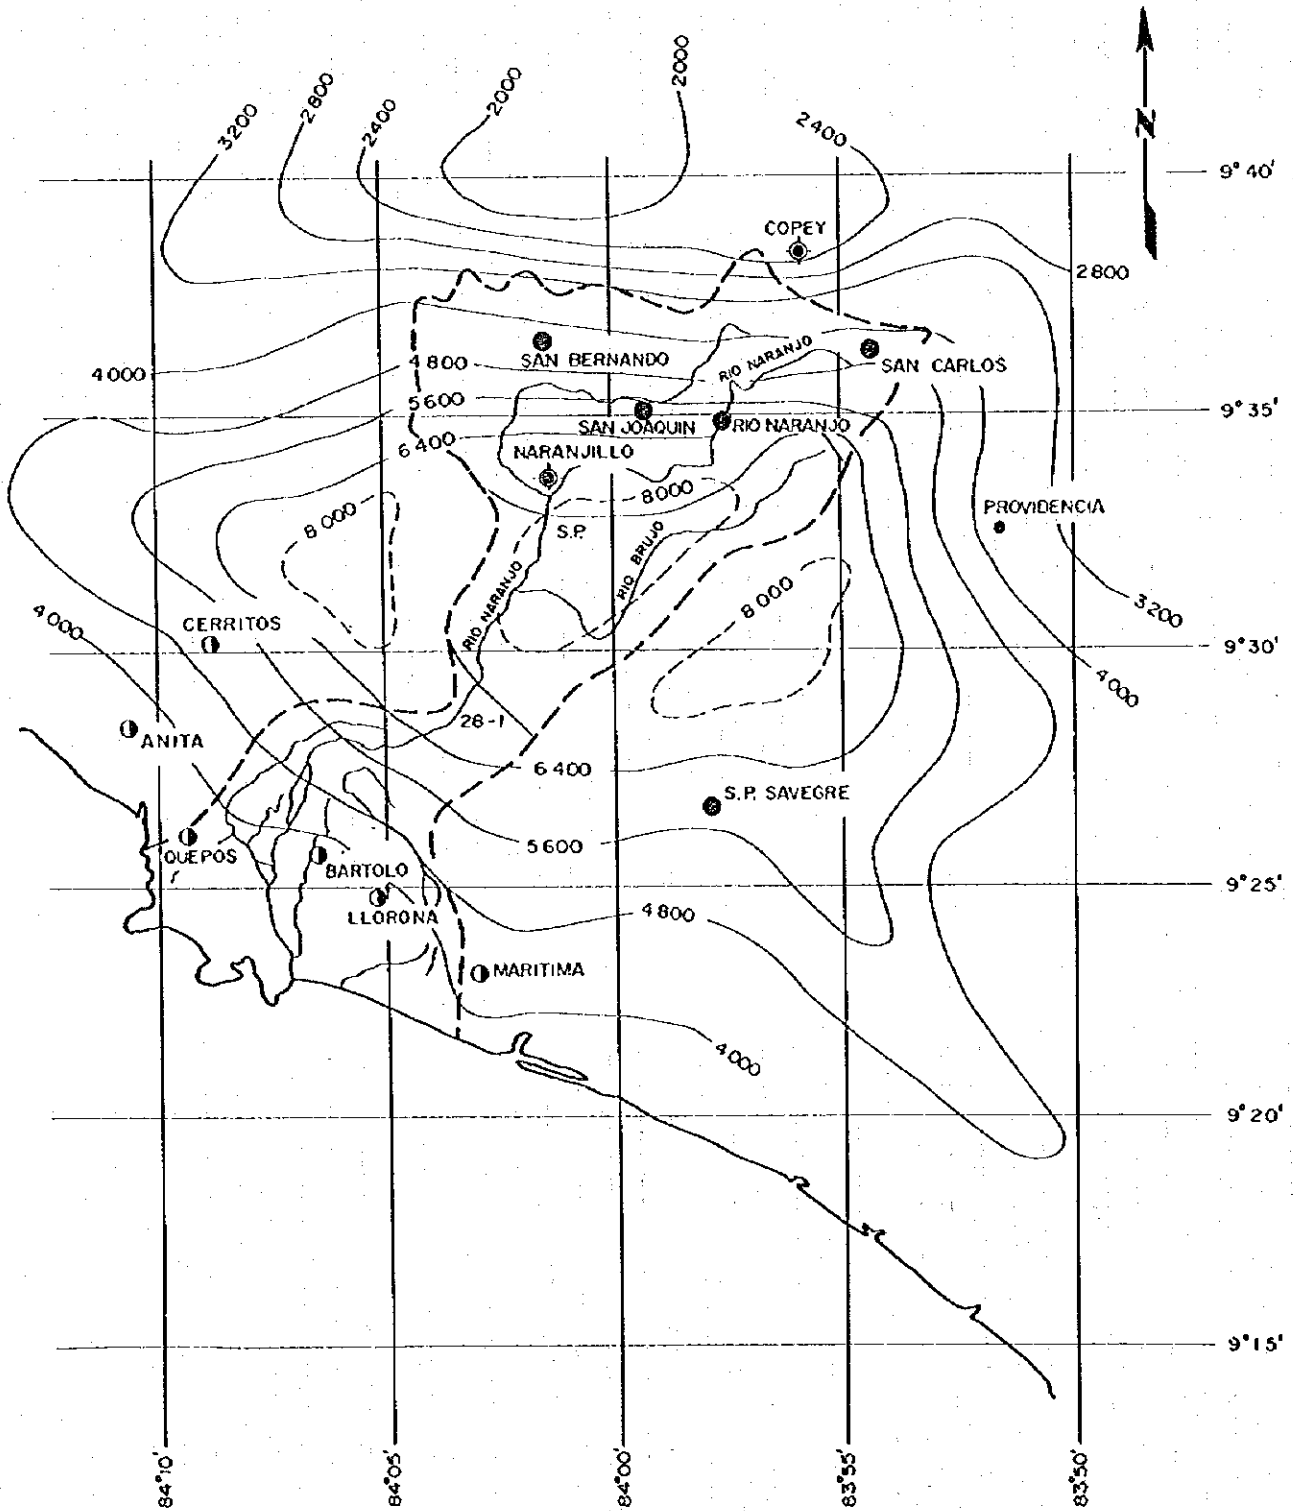 2000
2000
2800
3200
2400
2400
N
9°40'
COPEY
2800
RIO NARANJO
SAN BERNANDO
4800
SAN CARLOS
4000
5600
9°35'
SAN JOAQUIN
RIO NARANJO
6400
NARANJILLO
8000
8000
PROVIDENCIA
S.P.
RIO BRUJO
8000
RIO NARANJO
3200
4000
CERRITOS
9°30'
4000
28-1
ANITA
6400
S.P. SAVEGRE
5600
QUEPOS
BARTOLO
9°25'
LLORONA
4800
MARITIMA
4000
9°20'
9°15'
84°10'
84°05'
84°00'
83°55'
83°50'